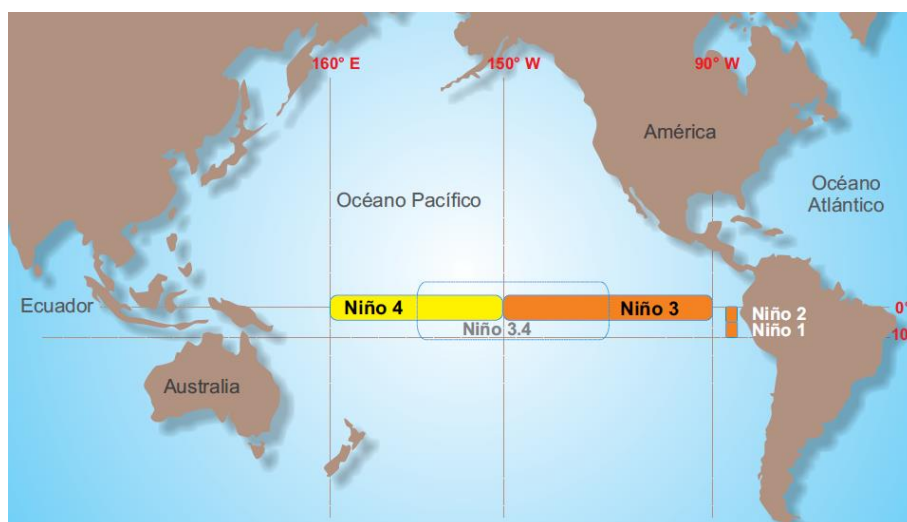 160° E
150° W
90° W
América
Océano Pacífico
Océano
Atlántico
Ecuador
Niño 4
Niño 3
Niño 3.4
Niño 2
Niño 1
0°
10
Australia